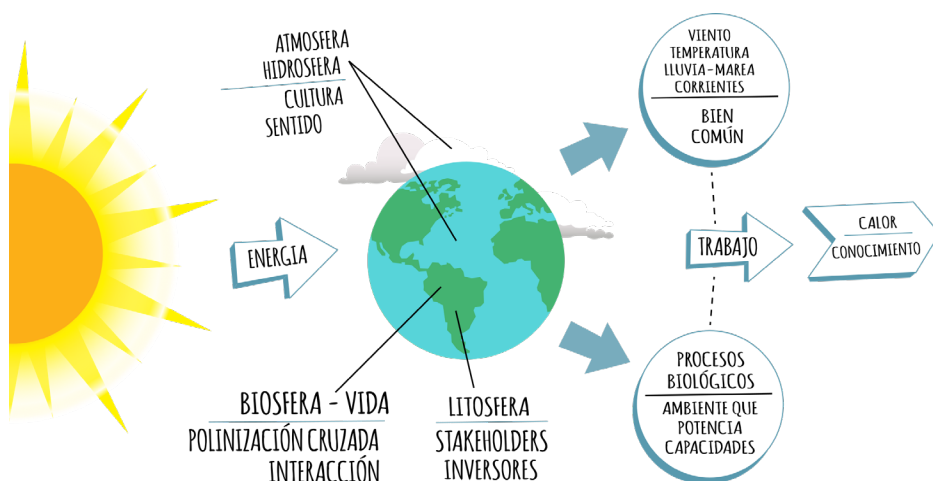 ATMOSFERA
HIDROSFERA
CULTURA
SENTIDO
ENERGIA
BIOSFERA - VIDA
POLINIZACIÓN CRUZADA
INTERACCIÓN
LITOSFERA
STAKEHOLDERS
INVERSORES
VIENTO
TEMPERATURA
LLUVIA-MAREA
CORRIENTES
BIEN
COMÚN
TRABAJO
CALOR
CONOCIMIENTO
PROCESOS
BIOLÓGICOS
AMBIENTE QUE
POTENCIA
CAPACIDADES